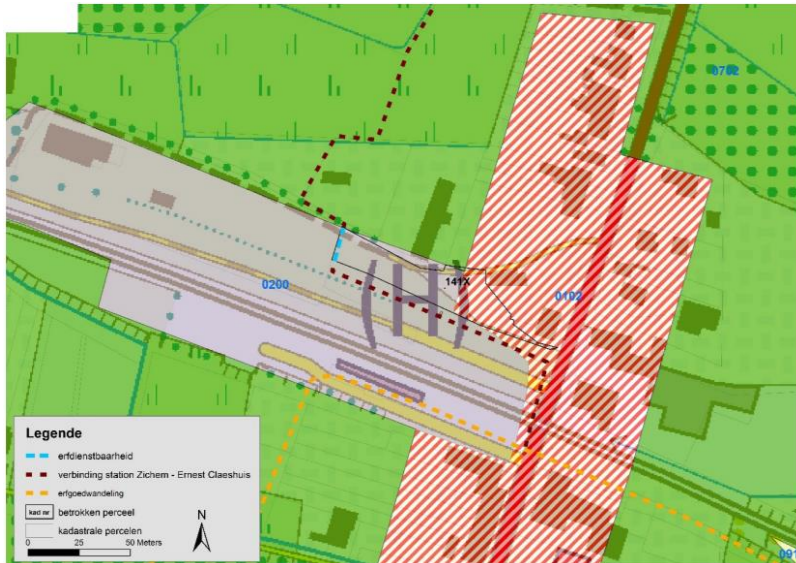 0702
0200
141X
0102
Legende
erfdienstbaarheid
verbinding station Zichem - Ernest Claeshuis
erfgoedwandeling
kad nr betrokken perceel
kadastrale percelen
0 25 50 Meters
N
091